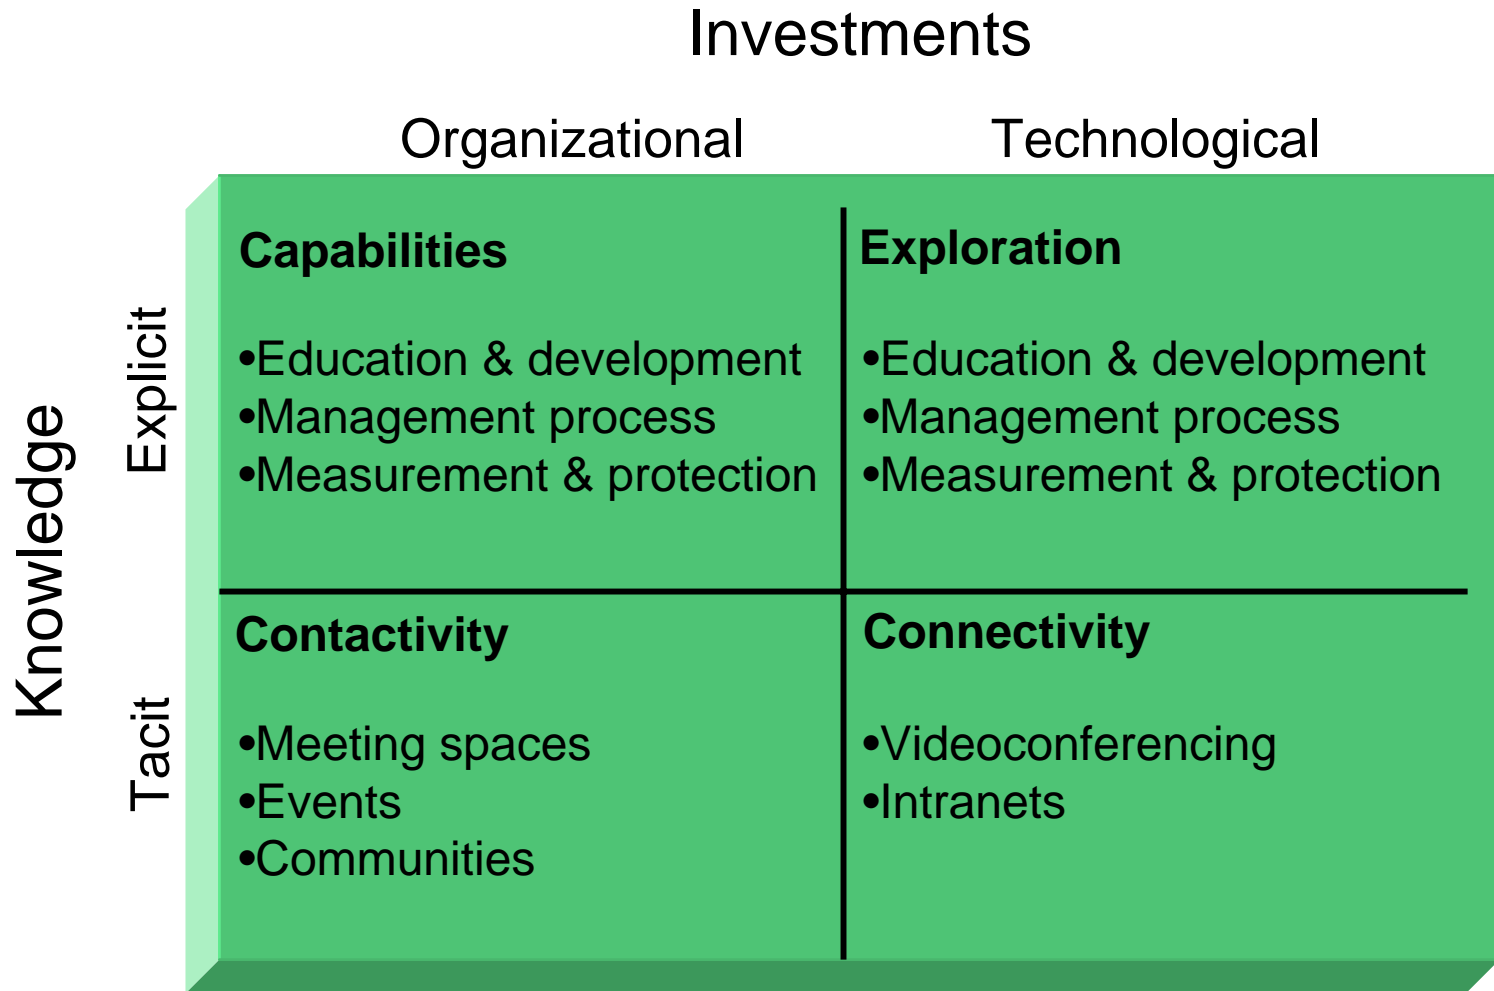 Investments
Organizational
Technological
Knowledge
Explicit
Capabilities
•Education & development
•Management process
•Measurement & protection
Exploration
•Education & development
•Management process
•Measurement & protection
Tacit
Contactivity
•Meeting spaces
•Events
•Communities
Connectivity
•Videoconferencing
•Intranets